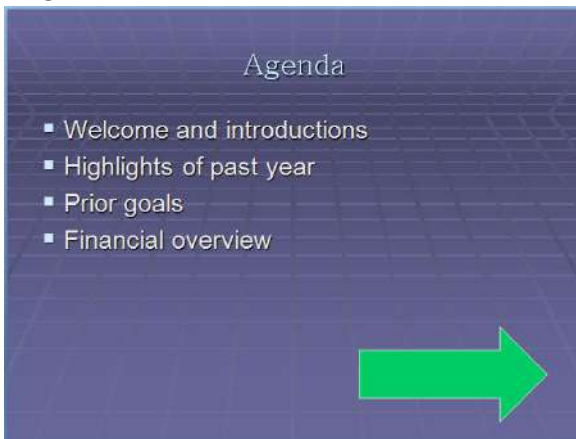 Agenda
Welcome and introductions
Highlights of past year
Prior goals
Financial overview